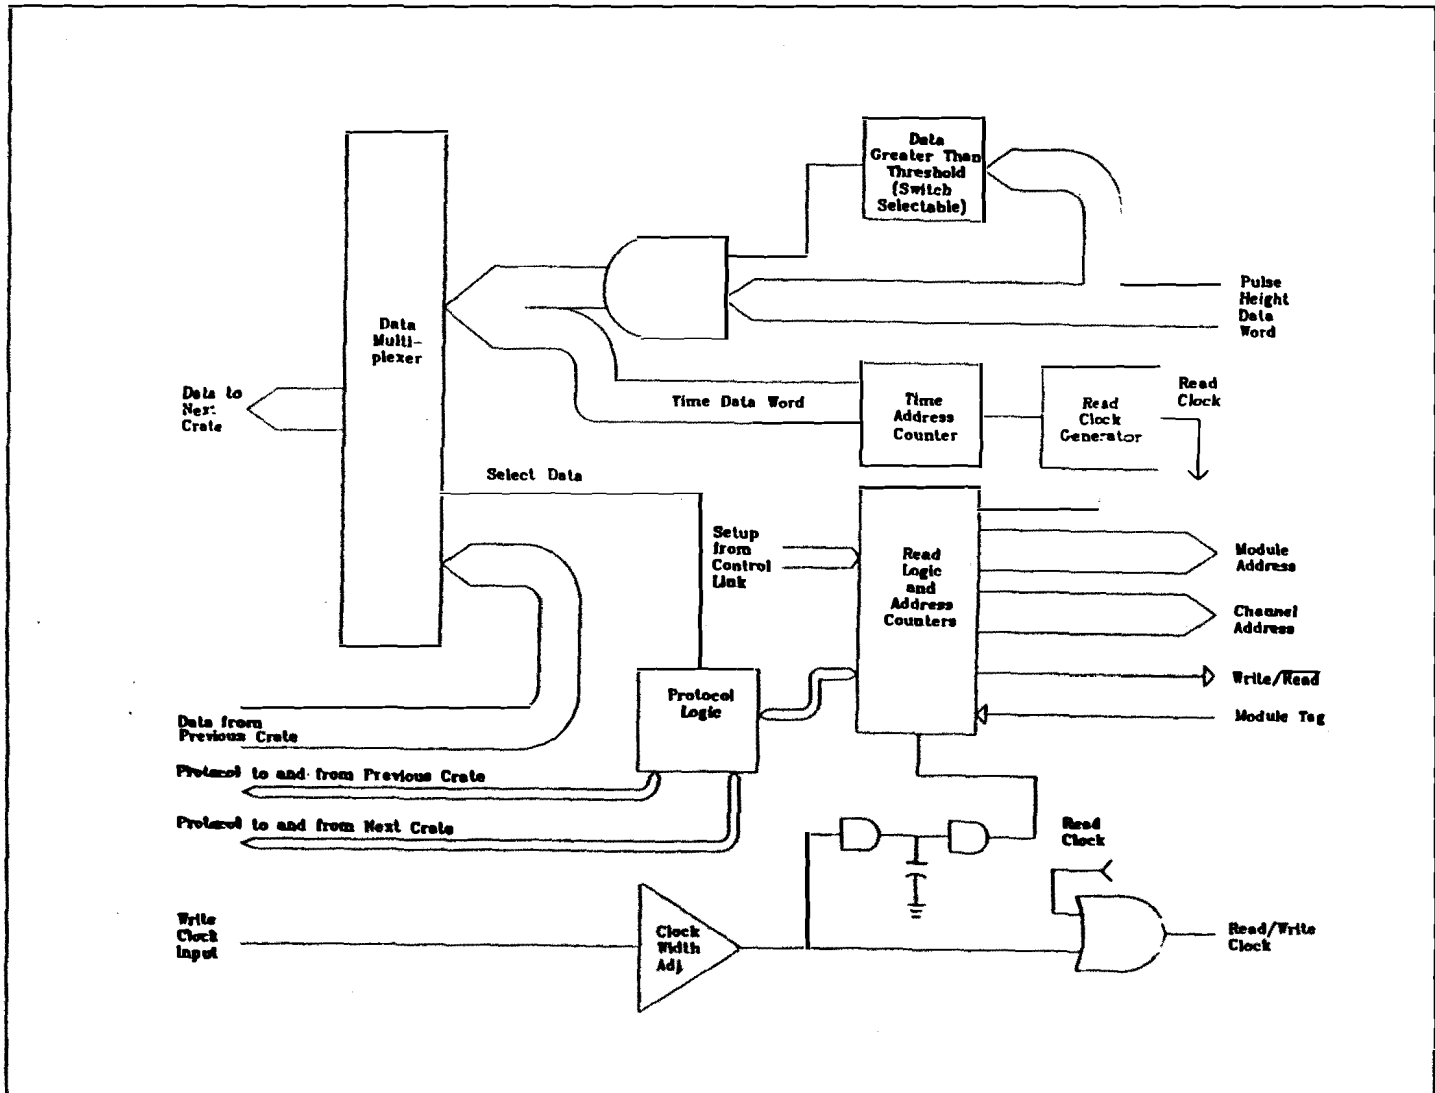 Data
Greater Than
Threshold
(Switch
Selectable)
Pulse
Height
Data
Word
Data
Multi-
plexer
Data to
Next
Crate
Time Data Word
Time
Address
Counter
Read
Clock
Generator
Read
Clock
Select Data
Setup
from
Control
Link
Read
Logic
and
Address
Counters
Module
Address
Channel
Address
Write/Read
Module Tag
Protocol
Logic
Data from
Previous Crate
Protocol to and from Previous Crate
Protocol to and from Next Crate
Read
Clock
Write
Clock
Input
Clock
Width
Adj.
Read/Write
Clock